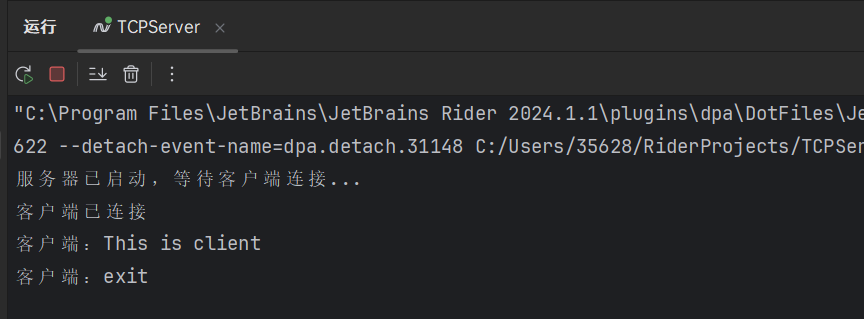 运行 TCPServer
"C:\Program Files\JetBrains\JetBrains Rider 2024.1.1\plugins\dpa\DotFiles\Je
622 --detach-event-name=dpa.detach.31148 C:/Users/35628/RiderProjects/TCPSer
服务器已启动，等待客户端连接...
客户端已连接
客户端：This is client
客户端：exit